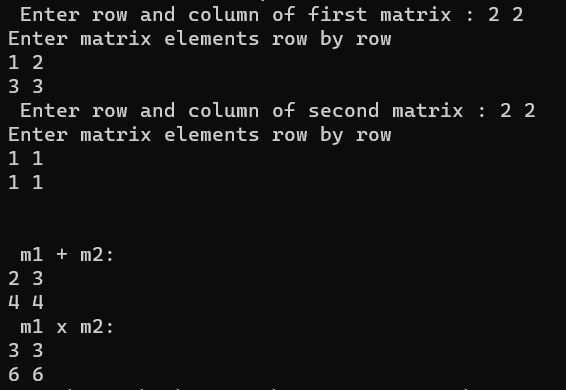 Enter row and column of first matrix : 2 2
Enter matrix elements row by row
1 2
3 3
Enter row and column of second matrix : 2 2
Enter matrix elements row by row
1 1
1 1
m1 + m2:
2 3
4 4
m1 x m2:
3 3
6 6